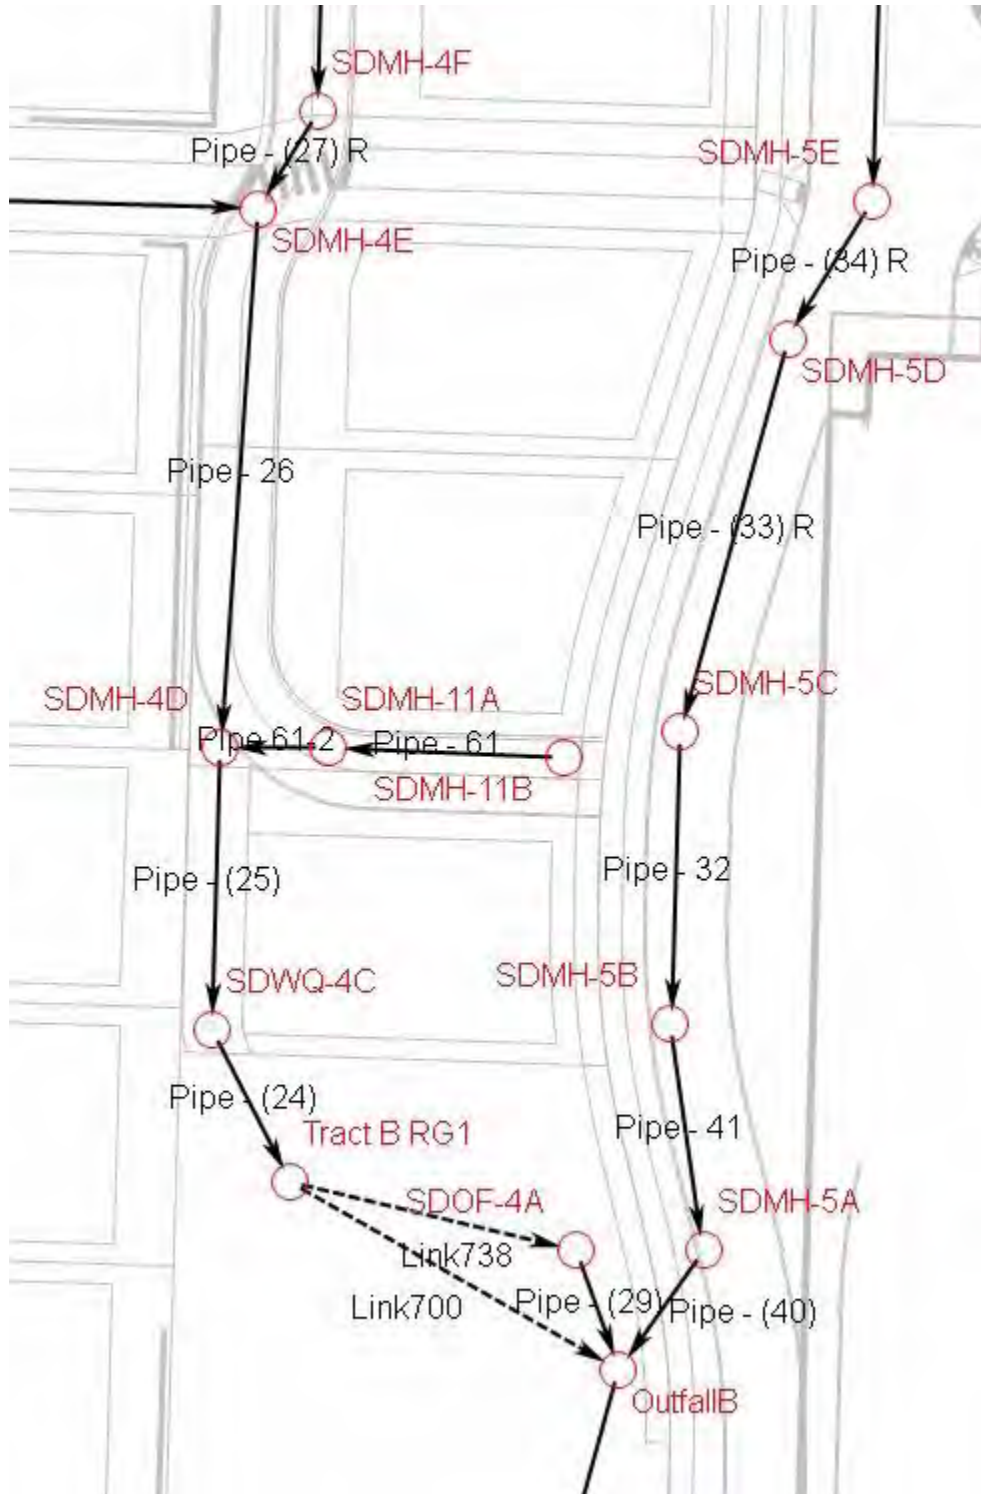 SDMH-4F
Pipe - (27) R
SDMH-5E
SDMH-4E
Pipe - (34) R
SDMH-5D
Pipe - 26
Pipe - (33) R
SDMH-4D
SDMH-11A
SDMH-5C
Pipe 61-2
Pipe - 61
SDMH-11B
Pipe - 32
Pipe - (25)
SDWQ-4C
SDMH-5B
Pipe - (24)
Tract B RG1
Pipe - 41
SDOF-4A
SDMH-5A
Link738
Link700
Pipe - (29)
Pipe - (40)
OutfallB